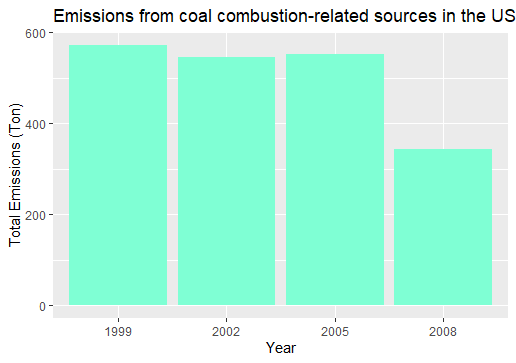 Emissions from coal combustion-related sources in the US
600
400
200
0
Total Emissions (Ton)
1999 2002 2005 2008
Year